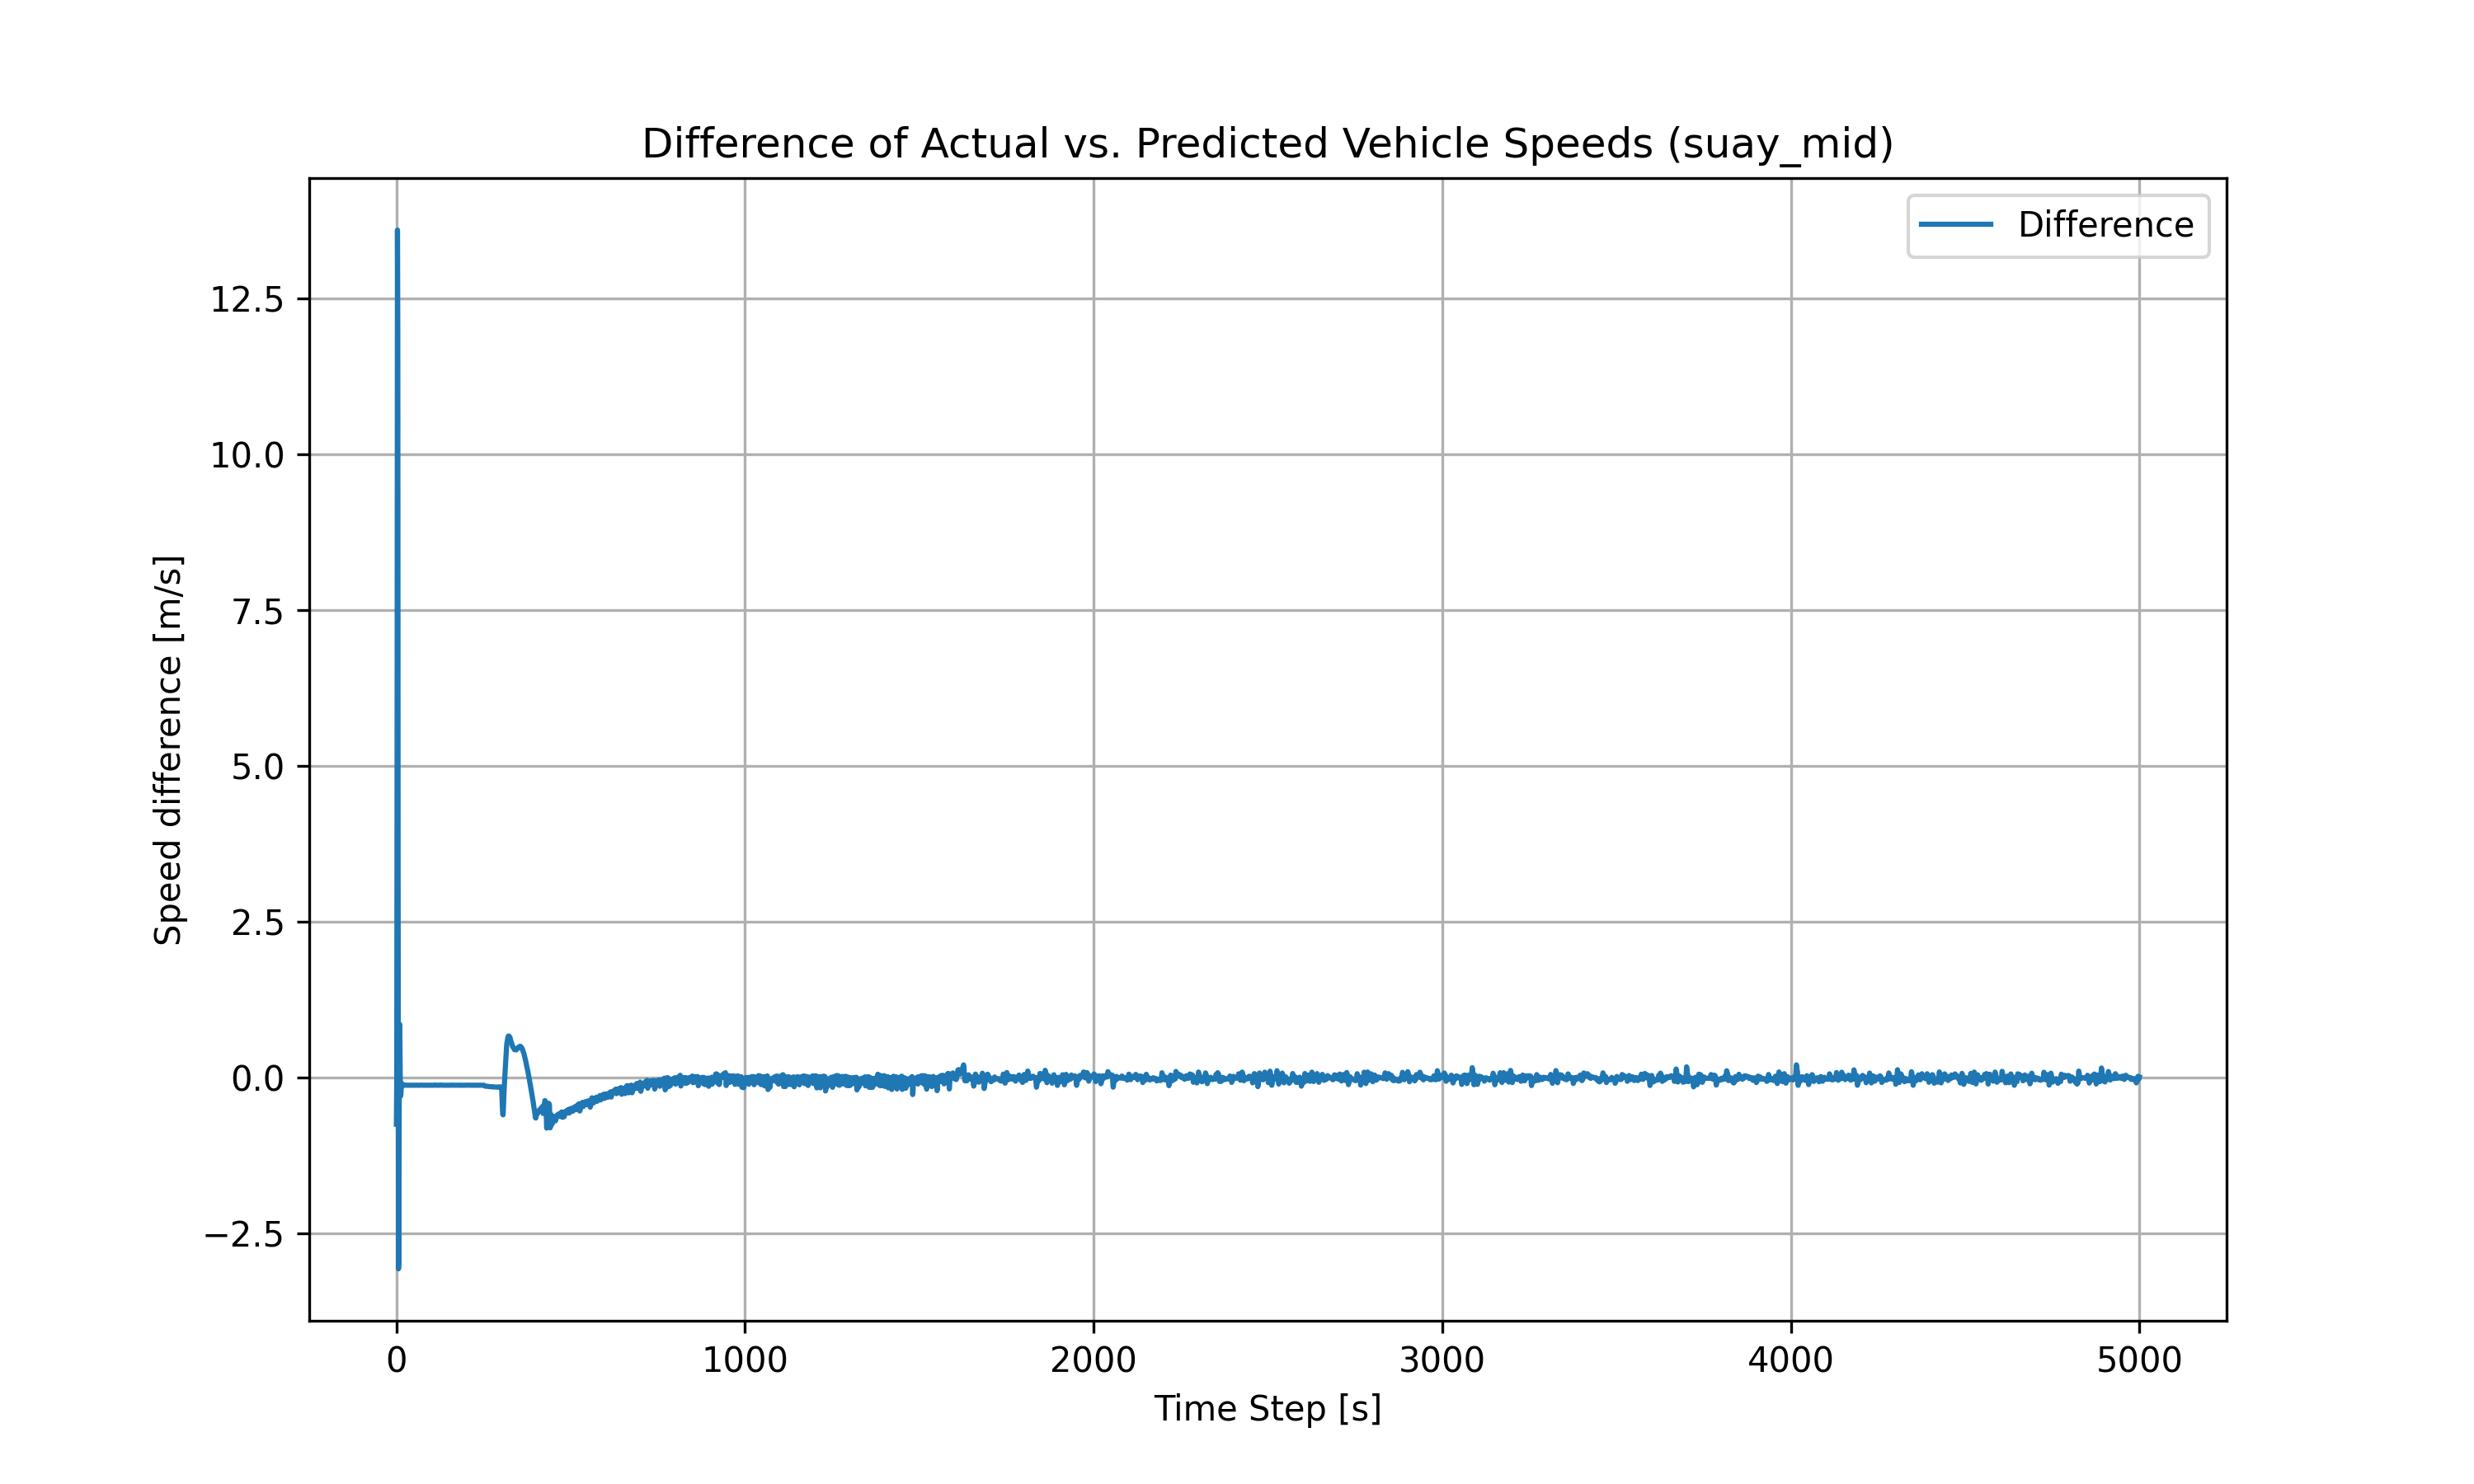 Difference of Actual vs. Predicted Vehicle Speeds (suay_mid)
Difference
12.5
10.0
7.5
5.0
2.5
0.0
−2.5
Speed difference [m/s]
0 1000 2000 3000 4000 5000
Time Step [s]